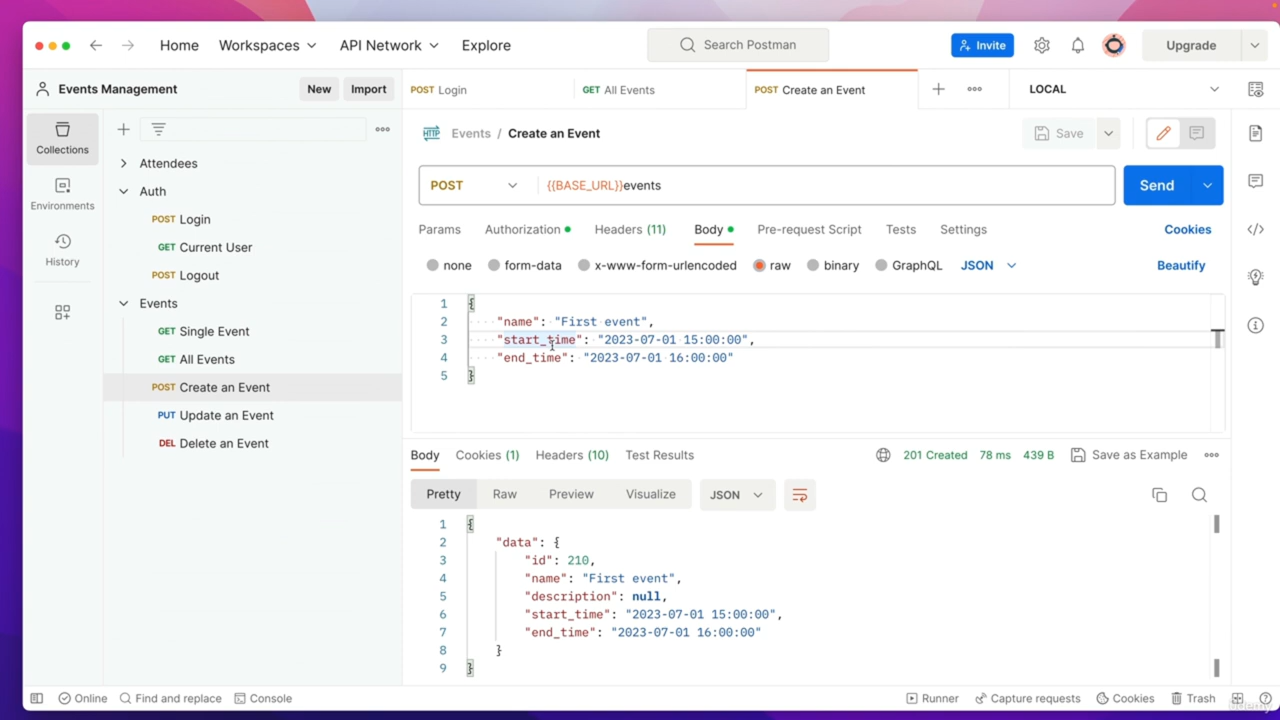 Home Workspaces API Network Explore Search Postman Invite Upgrade
Events Management New Import POST Login GET All Events POST Create an Event LOCAL
Collections
Environments
History
Attendees
Auth
POST Login
GET Current User
POST Logout
Events
GET Single Event
GET All Events
POST Create an Event
PUT Update an Event
DEL Delete an Event
HTTP Events / Create an Event Save
POST {{BASE_URL}}events Send
Params Authorization Headers (11) Body Pre-request Script Tests Settings Cookies
none form-data x-www-form-urlencoded raw binary GraphQL JSON Beautify
1 {
2 "name": "First event",
3 "start_time": "2023-07-01 15:00:00",
4 "end_time": "2023-07-01 16:00:00"
5 }
Body Cookies (1) Headers (10) Test Results 201 Created 78 ms 439 B Save as Example
Pretty Raw Preview Visualize JSON
1 {
2 "data": {
3 "id": 210,
4 "name": "First event",
5 "description": null,
6 "start_time": "2023-07-01 15:00:00",
7 "end_time": "2023-07-01 16:00:00"
8 }
9 }
Online Find and replace Console Runner Capture requests Cookies Trash
udemy